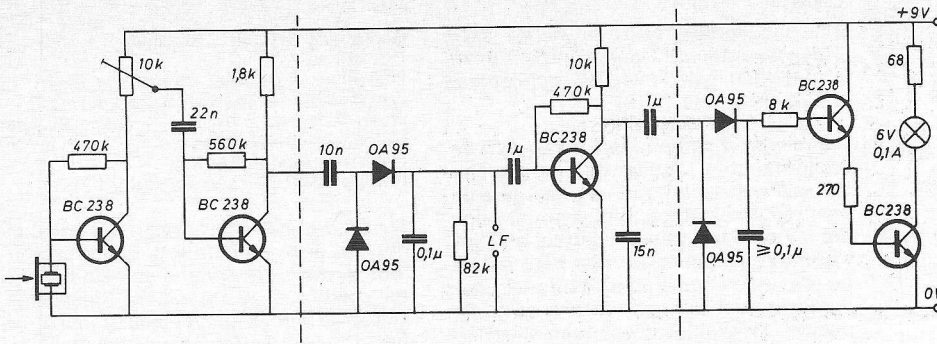 +9V
10k
1,8k
22n
470k
560k
BC 238
BC 238
10n
OA95
OA95
0,1µ
82k
LF
1µ
10k
470k
BC238
15n
1µ
OA95
OA95
≥0,1µ
8k
BC238
270
68
6V
0,1A
BC238
0V